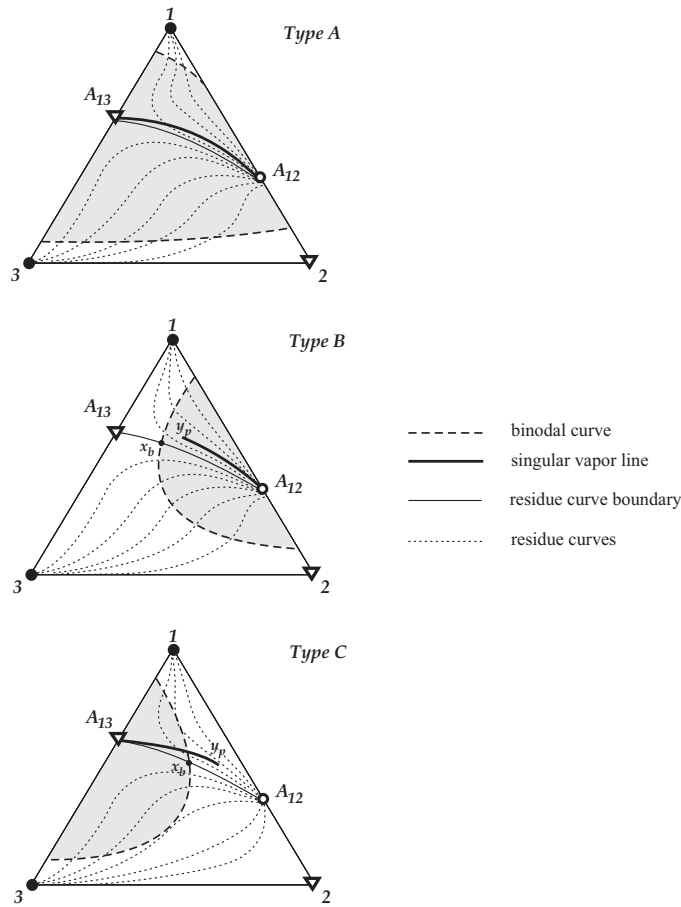 1
Type A
A13
A12
3
2
1
Type B
A13
yp
xb
A12
3
2
binodal curve
singular vapor line
residue curve boundary
residue curves
1
Type C
A13
yp
xb
A12
3
2